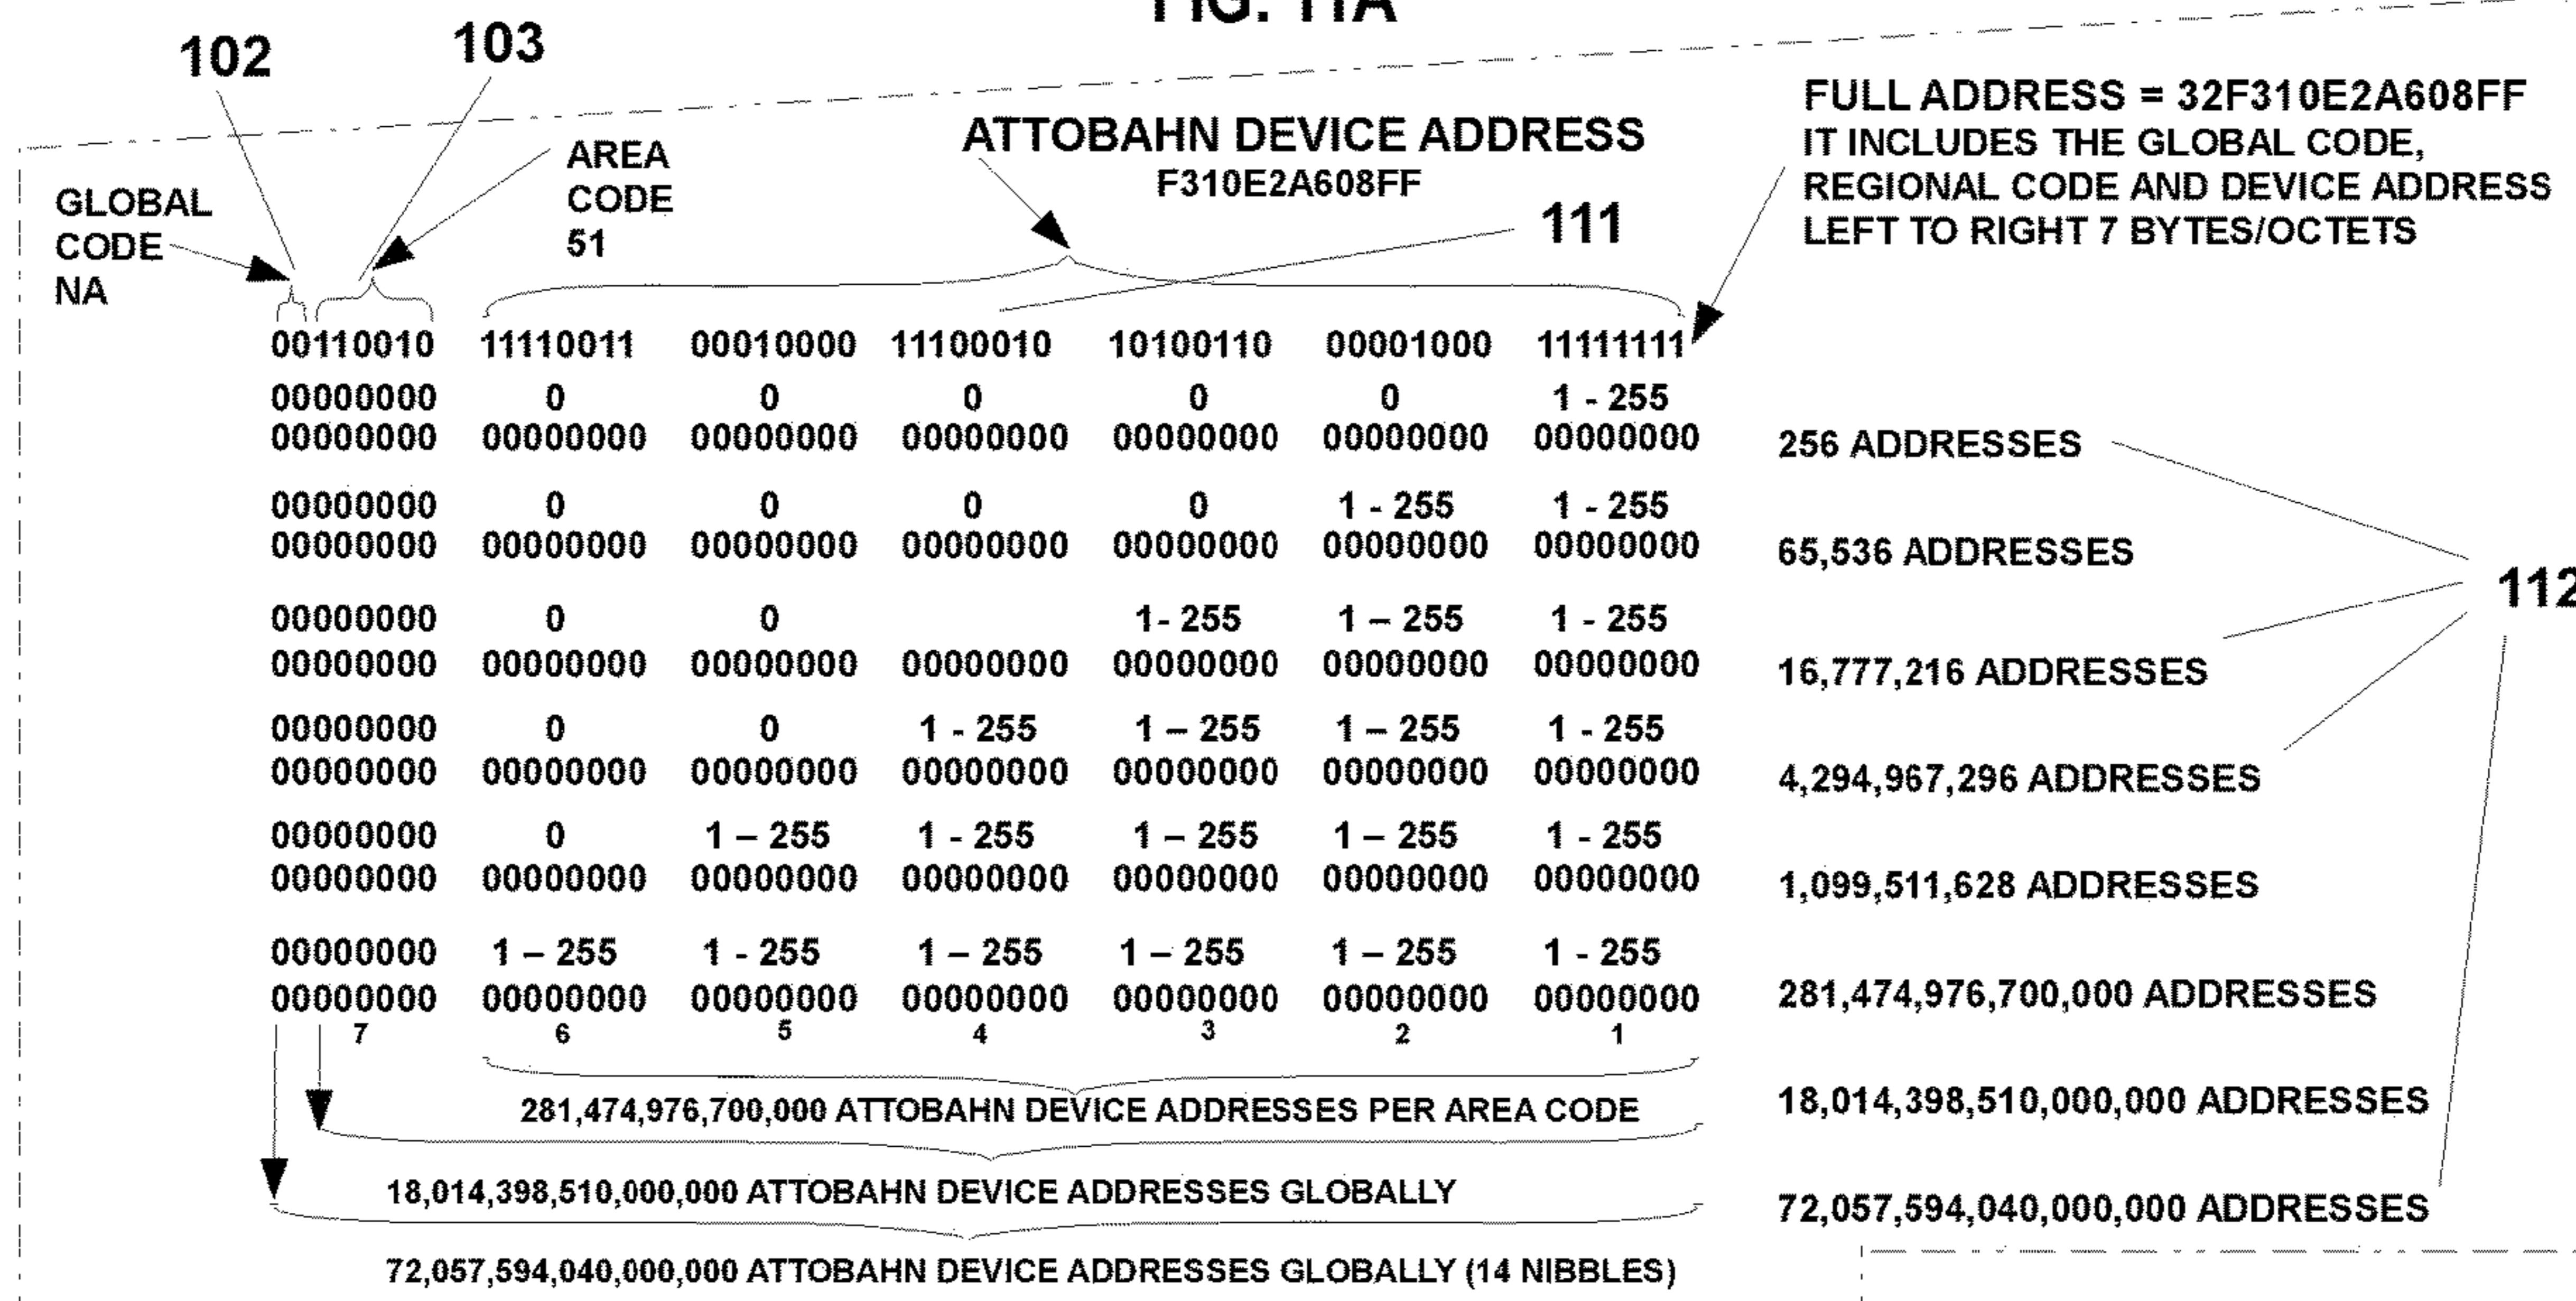 FIG. 11A
102
103
GLOBAL
CODE
NA
AREA
CODE
51
ATTOBAHN DEVICE ADDRESS
F310E2A608FF
111
FULL ADDRESS = 32F310E2A608FF
IT INCLUDES THE GLOBAL CODE,
REGIONAL CODE AND DEVICE ADDRESS
LEFT TO RIGHT 7 BYTES/OCTETS
00110010 11110011 00010000 11100010 10100110 00001000 11111111
00000000 0 0 0 0 0 1 - 255
00000000 00000000 00000000 00000000 00000000 00000000 00000000 256 ADDRESSES
00000000 0 0 0 0 1 - 255 1 - 255
00000000 00000000 00000000 00000000 00000000 00000000 00000000 65,536 ADDRESSES
112
00000000 0 0 1- 255 1 – 255 1 - 255
00000000 00000000 00000000 00000000 00000000 00000000 00000000 16,777,216 ADDRESSES
00000000 0 0 1 - 255 1 – 255 1 – 255 1 - 255
00000000 00000000 00000000 00000000 00000000 00000000 00000000 4,294,967,296 ADDRESSES
00000000 0 1 – 255 1 - 255 1 – 255 1 – 255 1 - 255
00000000 00000000 00000000 00000000 00000000 00000000 00000000 1,099,511,628 ADDRESSES
00000000 1 – 255 1 - 255 1 – 255 1 – 255 1 – 255 1 - 255
00000000 00000000 00000000 00000000 00000000 00000000 00000000 281,474,976,700,000 ADDRESSES
7 6 5 4 3 2 1
281,474,976,700,000 ATTOBAHN DEVICE ADDRESSES PER AREA CODE 18,014,398,510,000,000 ADDRESSES
18,014,398,510,000,000 ATTOBAHN DEVICE ADDRESSES GLOBALLY 72,057,594,040,000,000 ADDRESSES
72,057,594,040,000,000 ATTOBAHN DEVICE ADDRESSES GLOBALLY (14 NIBBLES)